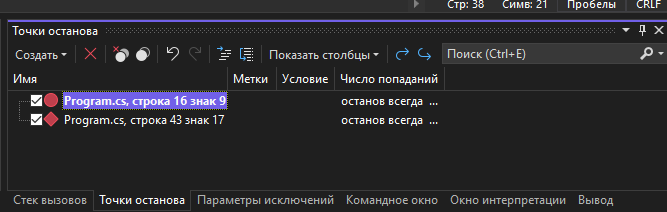 Стр: 38 Симв: 21 Пробелы CRLF
Точки останова
Создать Показать столбцы Поиск (Ctrl+E)
Имя Метки Условие Число попаданий
Program.cs, строка 16 знак 9 останов всегда ...
Program.cs, строка 43 знак 17 останов всегда ...
Стек вызовов Точки останова Параметры исключений Командное окно Окно интерпретации Вывод